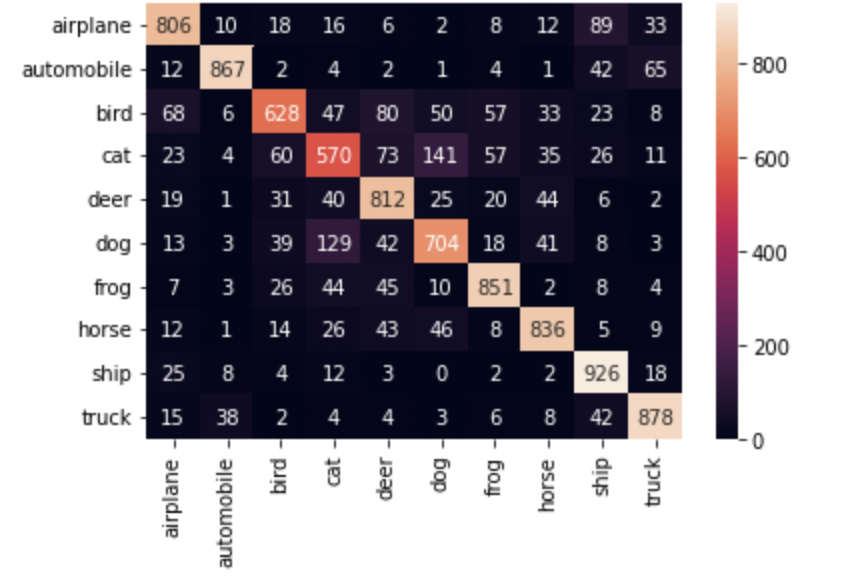 airplane 806 10 18 16 6 2 8 12 89 33
automobile 12 867 2 4 2 1 4 1 42 65
bird 68 6 628 47 80 50 57 33 23 8
cat 23 4 60 570 73 141 57 35 26 11
deer 19 1 31 40 812 25 20 44 6 2
dog 13 3 39 129 42 704 18 41 8 3
frog 7 3 26 44 45 10 851 2 8 4
horse 12 1 14 26 43 46 8 836 5 9
ship 25 8 4 12 3 0 2 2 926 18
truck 15 38 2 4 4 3 6 8 42 878
airplane automobile bird cat deer dog frog horse ship truck
800
600
400
200
0